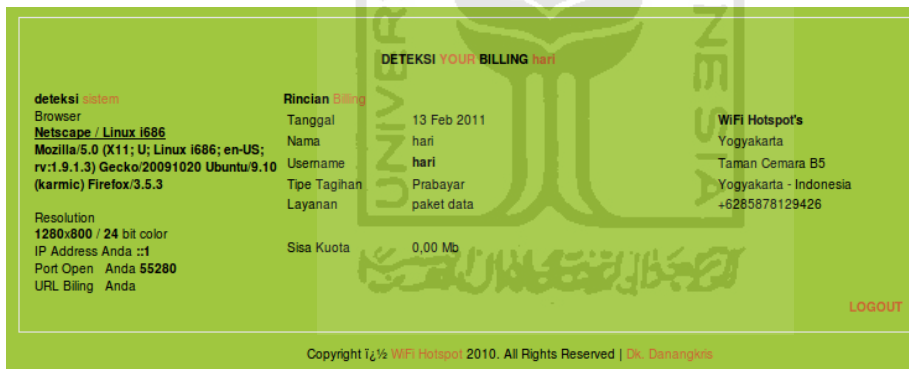 DETEKSI YOUR BILLING hari
deteksi sistem
Browser
Netscape / Linux i686
Mozilla/5.0 (X11; U; Linux i686; en-US;
rv:1.9.1.3) Gecko/20091020 Ubuntu/9.10
(karmic) Firefox/3.5.3
Resolution
1280x800 / 24 bit color
IP Address Anda ::1
Port Open Anda 55280
URL Biling Anda
Rincian Billing
Tanggal 13 Feb 2011
Nama hari
Username hari
Tipe Tagihan Prabayar
Layanan paket data
Sisa Kuota 0,00 Mb
WiFi Hotspot's
Yogyakarta
Taman Cemara B5
Yogyakarta - Indonesia
+6285878129426
LOGOUT
Copyright ï¿½ WiFi Hotspot 2010. All Rights Reserved | Dk. Danangkris
UNIVER
NESIA